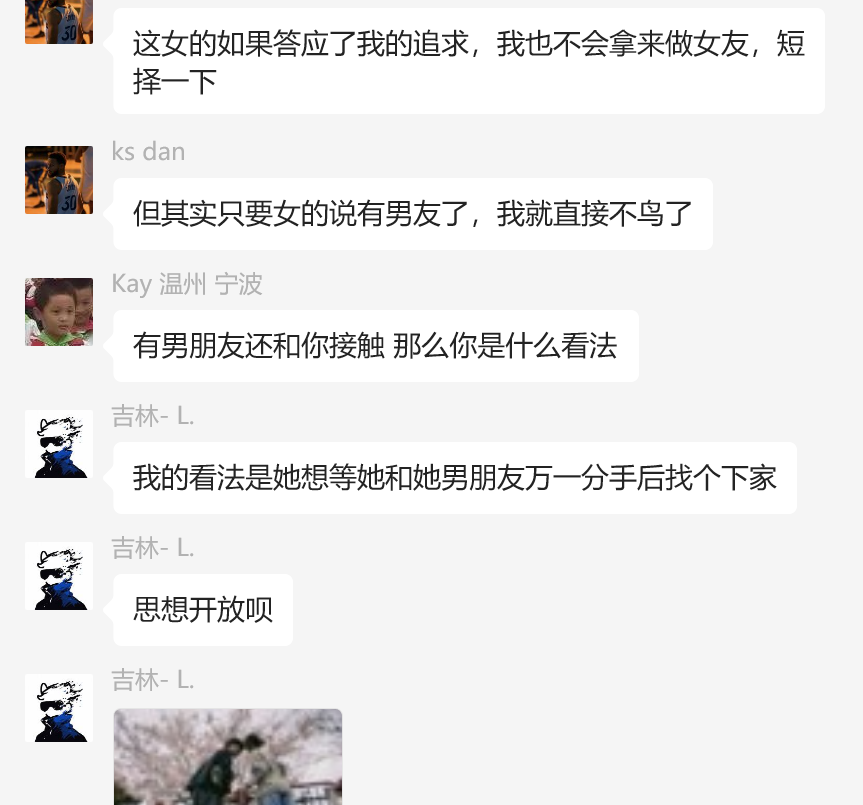 这女的如果答应了我的追求，我也不会拿来做女友，短
择一下
ks dan
但其实只要女的说有男友了，我就直接不鸟了
Kay 温州 宁波
有男朋友还和你接触 那么你是什么看法
吉林- L.
我的看法是她想等她和她男朋友万一分手后找个下家
吉林- L.
思想开放呗
吉林- L.